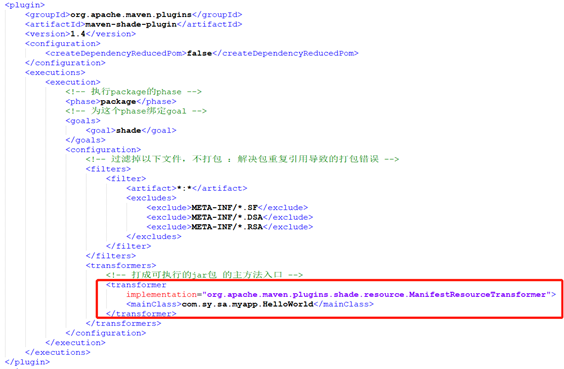 <plugin>
<groupId>org.apache.maven.plugins</groupId>
<artifactId>maven-shade-plugin</artifactId>
<version>1.4</version>
<configuration>
<createDependencyReducedPom>false</createDependencyReducedPom>
</configuration>
<executions>
<execution>
<!-- 执行package的phase -->
<phase>package</phase>
<!-- 为这个phase绑定goal -->
<goals>
<goal>shade</goal>
</goals>
<configuration>
<!-- 过滤掉以下文件，不打包 ：解决包重复引用导致的打包错误 -->
<filters>
<filter>
<artifact>*:*</artifact>
<excludes>
<exclude>META-INF/*.SF</exclude>
<exclude>META-INF/*.DSA</exclude>
<exclude>META-INF/*.RSA</exclude>
</excludes>
</filter>
</filters>
<transformers>
<!-- 打成可执行的jar包 的主方法入口 -->
<transformer
implementation="org.apache.maven.plugins.shade.resource.ManifestResourceTransformer">
<mainClass>com.sy.sa.myapp.HelloWorld</mainClass>
</transformer>
</transformers>
</configuration>
</execution>
</executions>
</plugin>